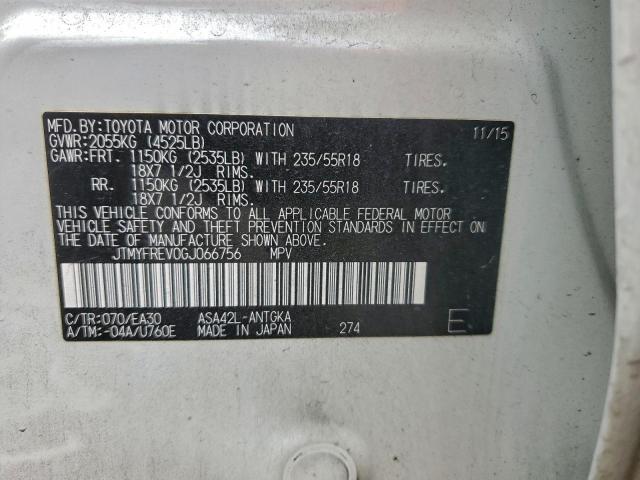 MFD.BY:TOYOTA MOTOR CORPORATION 11/15
GVWR:2055KG (4525LB)
GAWR:FRT. 1150KG (2535LB) WITH 235/55R18 TIRES.
18X7 1/2J RIMS.
RR. 1150KG (2535LB) WITH 235/55R18 TIRES.
18X7 1/2J RIMS.
THIS VEHICLE CONFORMS TO ALL APPLICABLE FEDERAL MOTOR
VEHICLE SAFETY AND THEFT PREVENTION STANDARDS IN EFFECT ON
THE DATE OF MANUFACTURE SHOWN ABOVE.
JTMYFREV0GJ066756 MPV
C/TR:070/EA30 ASA42L-ANTGKA
A/TM:-04A/U760E MADE IN JAPAN 274 E